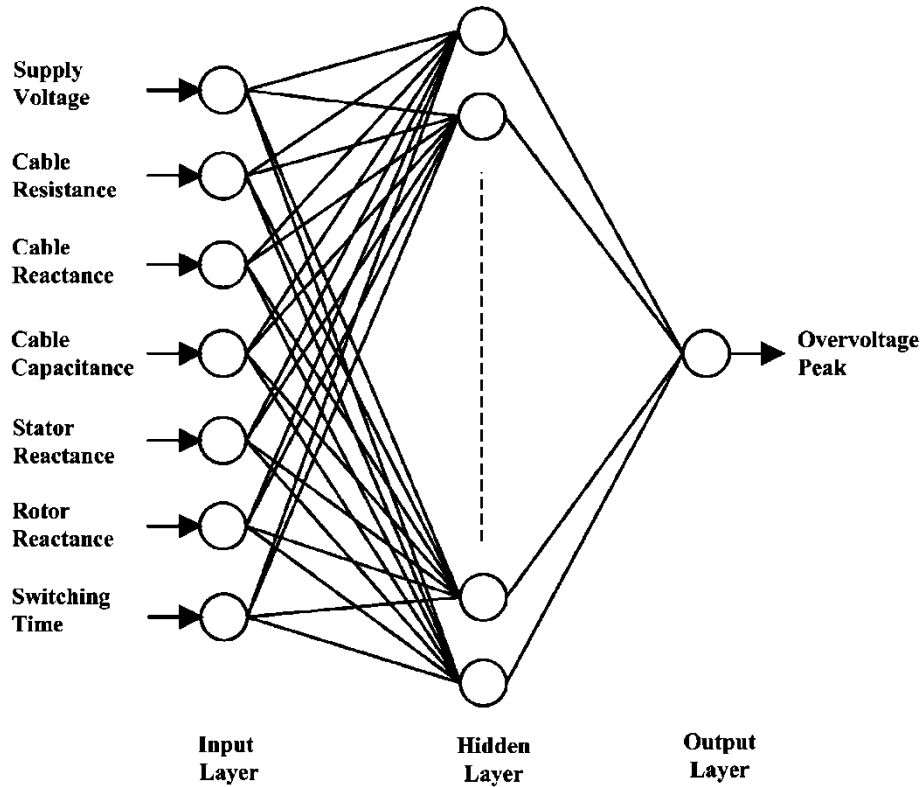 Supply
Voltage
Cable
Resistance
Cable
Reactance
Cable
Capacitance
Stator
Reactance
Rotor
Reactance
Switching
Time
Overvoltage
Peak
Input
Layer
Hidden
Layer
Output
Layer